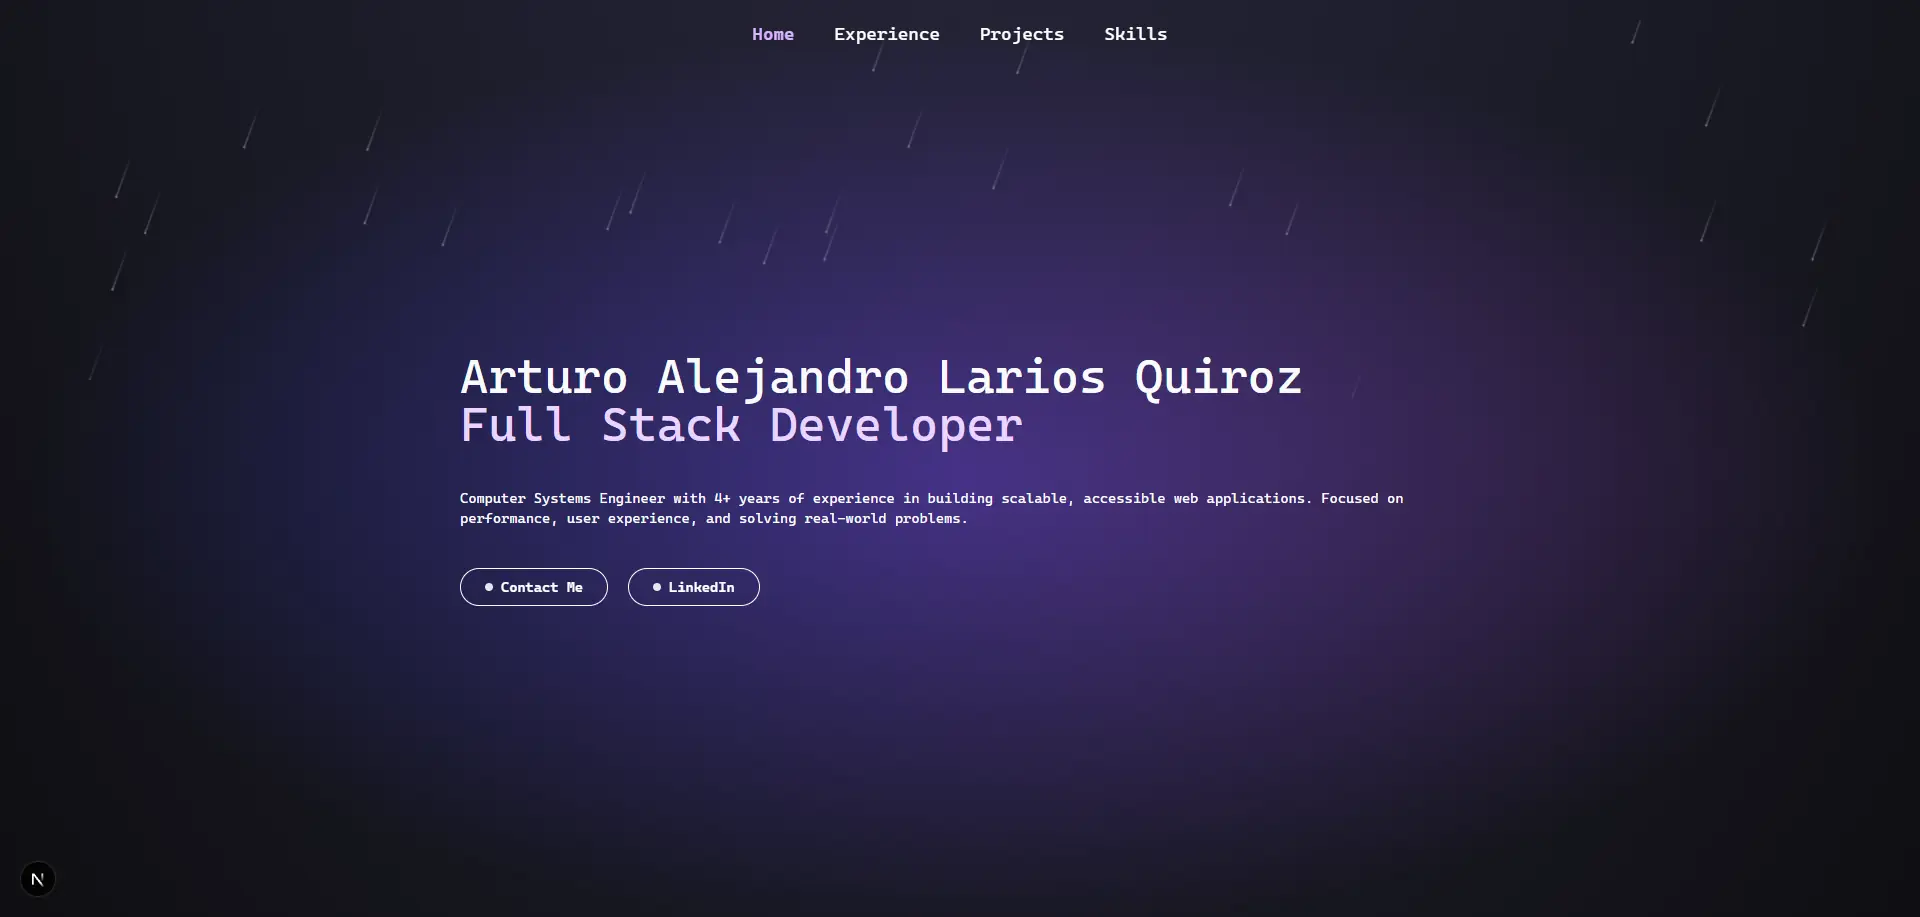 Home Experience Projects Skills
Arturo Alejandro Larios Quiroz
Full Stack Developer
Computer Systems Engineer with 4+ years of experience in building scalable, accessible web applications. Focused on
performance, user experience, and solving real-world problems.
Contact Me LinkedIn
N